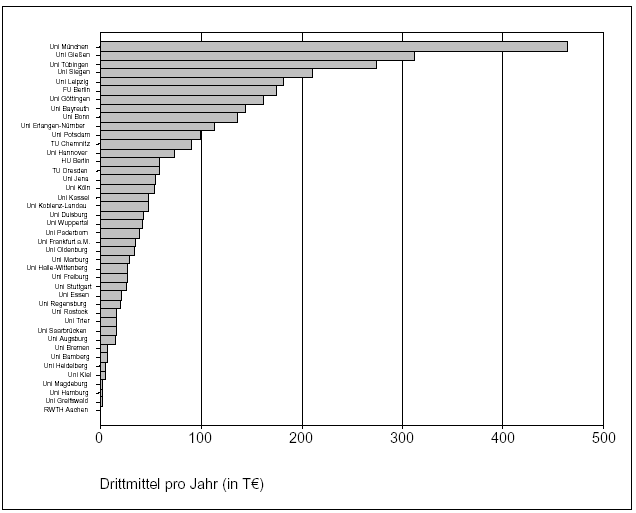 Uni München
Uni Gießen
Uni Tübingen
Uni Siegen
Uni Leipzig
FU Berlin
Uni Göttingen
Uni Bayreuth
Uni Bonn
Uni Erlangen-Nürnber
Uni Potsdam
TU Chemnitz
Uni Hannover
HU Berlin
TU Dresden
Uni Jena
Uni Köln
Uni Kassel
Uni Koblenz-Landau
Uni Duisburg
Uni Wuppertal
Uni Paderborn
Uni Frankfurt a.M.
Uni Oldenburg
Uni Marburg
Uni Halle-Wittenberg
Uni Freiburg
Uni Stuttgart
Uni Essen
Uni Regensburg
Uni Rostock
Uni Trier
Uni Saarbrücken
Uni Augsburg
Uni Bremen
Uni Bamberg
Uni Heidelberg
Uni Kiel
Uni Magdeburg
Uni Hamburg
Uni Greifswald
RWTH Aachen
0 100 200 300 400 500
Drittmittel pro Jahr (in T€)